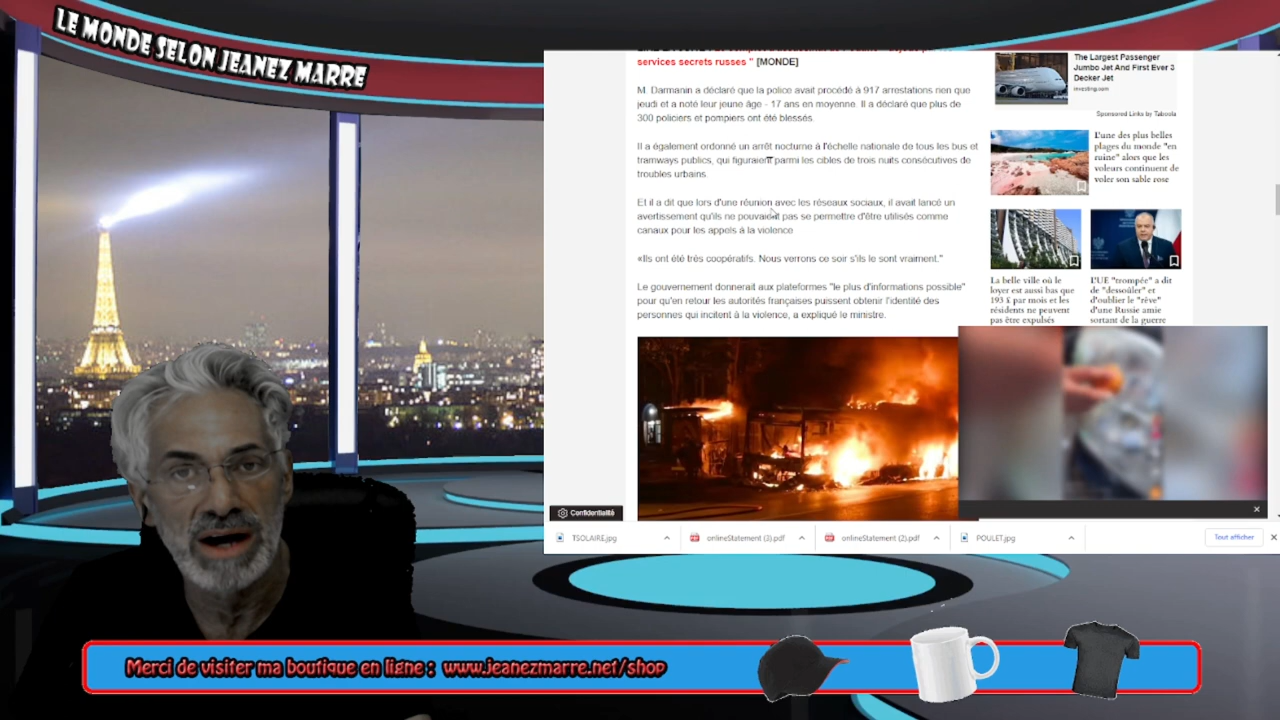 LE MONDE SELON JEANEZ MARRE
services secrets russes " [MONDE]
M. Darmanin a déclaré que la police avait procédé à 917 arrestations rien que
jeudi et a noté leur jeune âge - 17 ans en moyenne. Il a déclaré que plus de
300 policiers et pompiers ont été blessés.
Il a également ordonné un arrêt nocturne à l'échelle nationale de tous les bus et
tramways publics, qui figuraient parmi les cibles de trois nuits consécutives de
troubles urbains.
Et il a dit que lors d'une réunion avec les réseaux sociaux, il avait lancé un
avertissement qu'ils ne pouvaient pas se permettre d'être utilisés comme
canaux pour les appels à la violence
«Ils ont été très coopératifs. Nous verrons ce soir s'ils le sont vraiment."
Le gouvernement donnerait aux plateformes "le plus d'informations possible"
pour qu'en retour les autorités françaises puissent obtenir l'identité des
personnes qui incitent à la violence, a expliqué le ministre.
The Largest Passenger
Jumbo Jet And First Ever 3
Decker Jet
investing.com
Sponsored Links by Taboola
L'une des plus belles
plages du monde "en
ruine" alors que les
voleurs continuent de
voler son sable rose
La belle ville où le
loyer est aussi bas que
193 £ par mois et les
résidents ne peuvent
pas être expulsés
L'UE "trompée" a dit
de "dessoûler" et
d'oublier le "rêve"
d'une Russie amie
sortant de la guerre
Confidentialité
TSOLAIRE.jpg
onlineStatement (3).pdf
onlineStatement (2).pdf
POULET.jpg
Tout afficher
Merci de visiter ma boutique en ligne : www.jeanezmarre.net/shop